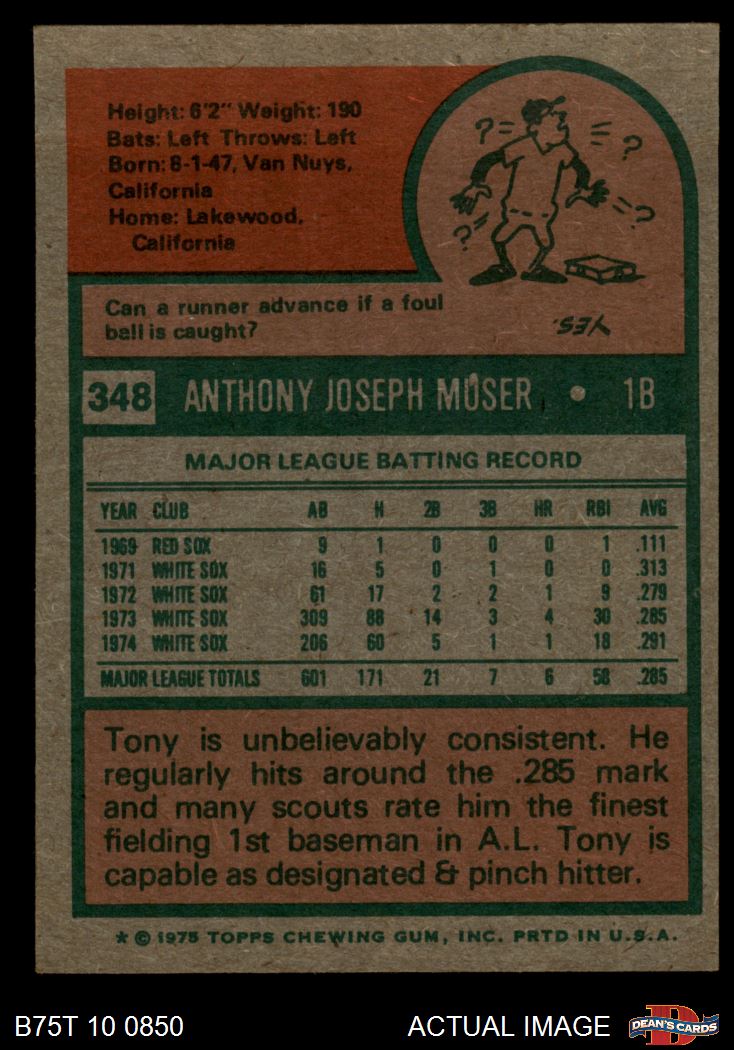 Height: 6'2" Weight: 190
Bats: Left Throws: Left
Born: 8-1-47, Van Nuys,
California
Home: Lakewood,
California
? ? ? ?
Can a runner advance if a foul
ball is caught?
YES.
348 ANTHONY JOSEPH MUSER • 1B
MAJOR LEAGUE BATTING RECORD
YEAR CLUB AB H 2B 3B HR RBI AVG
1969 RED SOX 9 1 0 0 0 1 .111
1971 WHITE SOX 16 5 0 1 0 0 .313
1972 WHITE SOX 61 17 2 2 1 9 .279
1973 WHITE SOX 309 88 14 3 4 30 .285
1974 WHITE SOX 206 60 5 1 1 18 .291
MAJOR LEAGUE TOTALS 601 171 21 7 6 58 .285
Tony is unbelievably consistent. He
regularly hits around the .285 mark
and many scouts rate him the finest
fielding 1st baseman in A.L. Tony is
capable as designated & pinch hitter.
* © 1975 TOPPS CHEWING GUM, INC. PRTD IN U.S.A.
B75T 10 0850 ACTUAL IMAGE DEAN'S CARDS